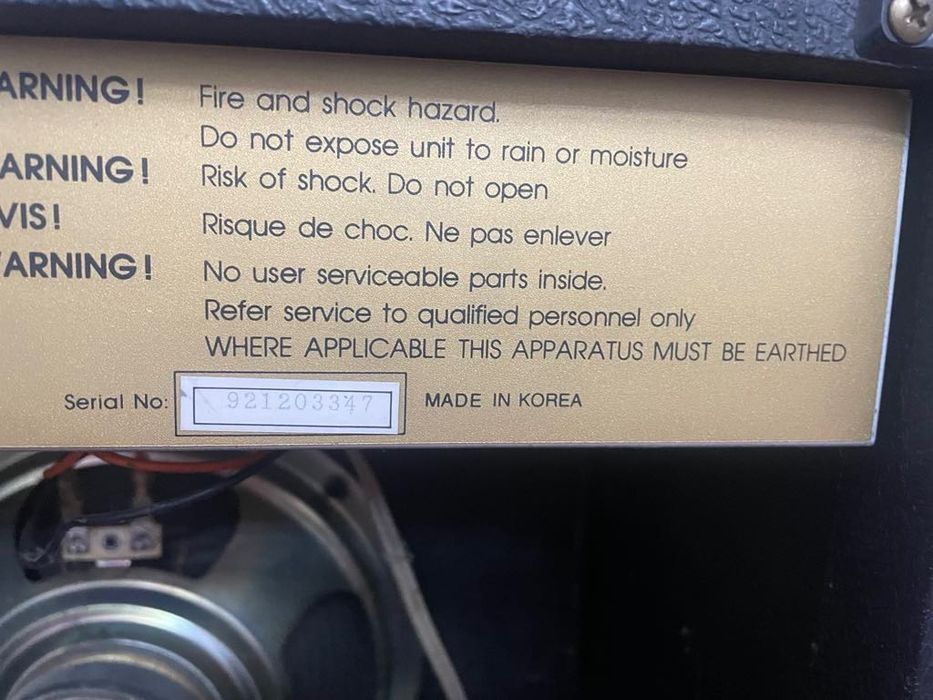 ARNING! Fire and shock hazard.
Do not expose unit to rain or moisture
ARNING! Risk of shock. Do not open
VIS! Risque de choc. Ne pas enlever
ARNING! No user serviceable parts inside.
Refer service to qualified personnel only
WHERE APPLICABLE THIS APPARATUS MUST BE EARTHED
Serial No: 921203347 MADE IN KOREA